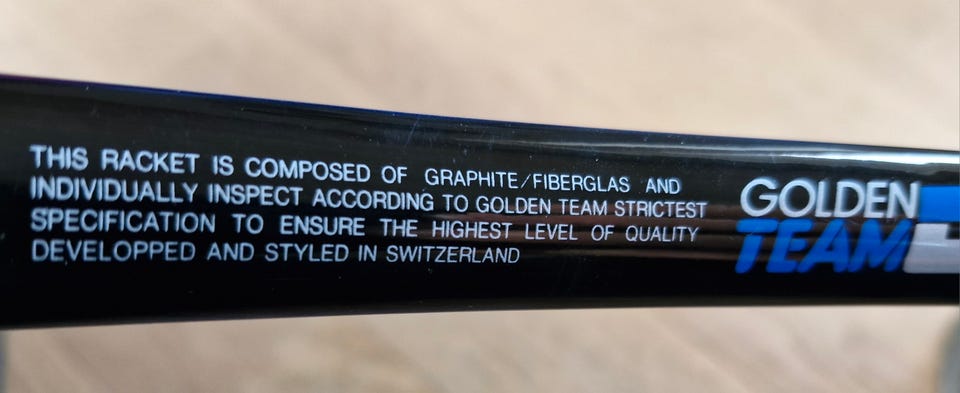 THIS RACKET IS COMPOSED OF GRAPHITE/FIBERGLAS AND
INDIVIDUALLY INSPECT ACCORDING TO GOLDEN TEAM STRICTEST
SPECIFICATION TO ENSURE THE HIGHEST LEVEL OF QUALITY
DEVELOPPED AND STYLED IN SWITZERLAND
GOLDEN
TEAM